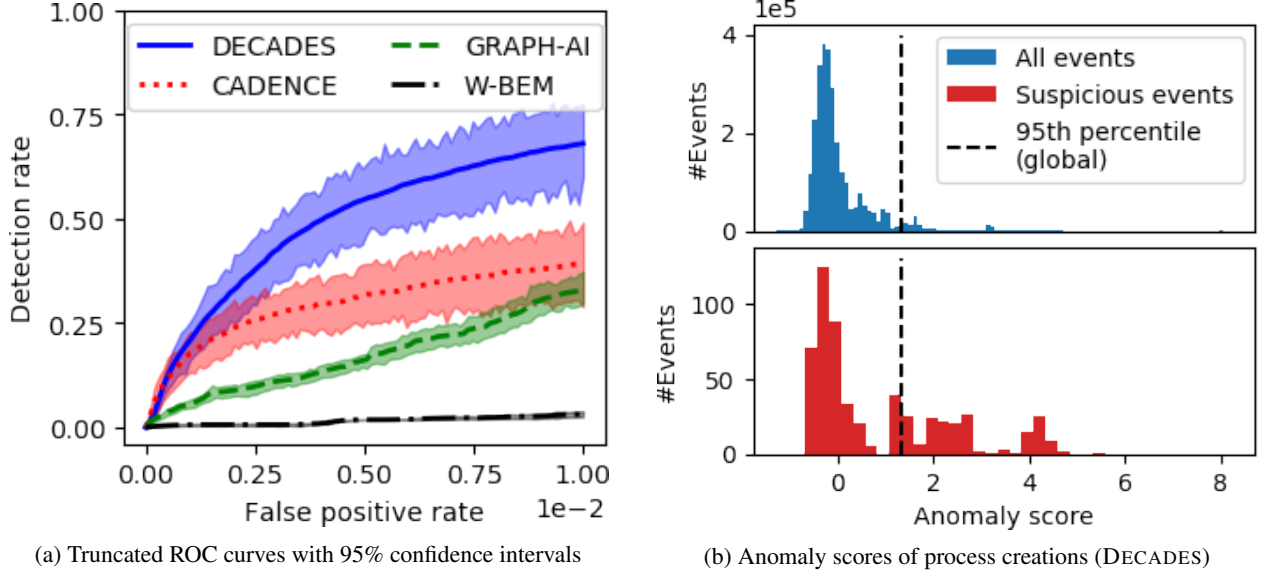 1.00
0.75
0.50
0.25
0.00
Detection rate
DECADES
CADENCE
GRAPH-AI
W-BEM
0.00
0.25
0.50
0.75
1.00
1e−2
False positive rate
(a) Truncated ROC curves with 95% confidence intervals
1e5
4
2
0
#Events
All events
Suspicious events
95th percentile
(global)
100
50
0
#Events
0
2
4
6
8
Anomaly score
(b) Anomaly scores of process creations (DECADES)